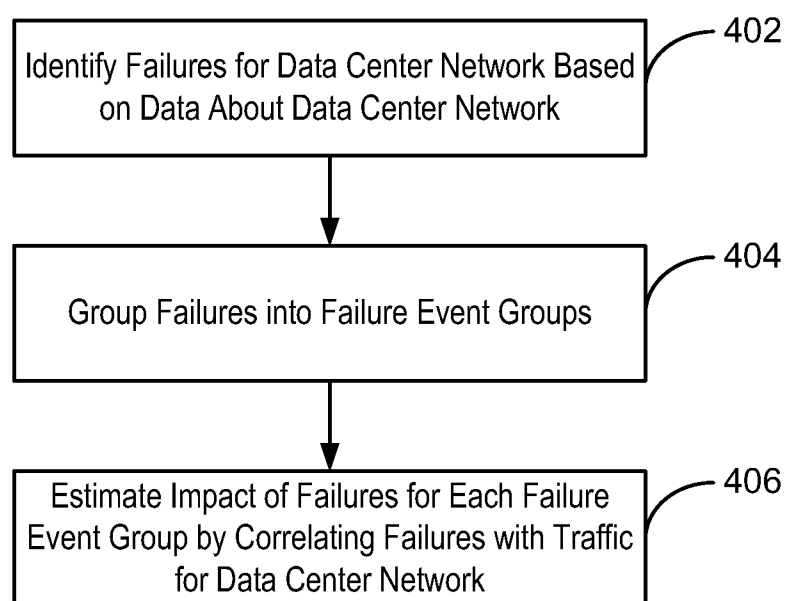 Identify Failures for Data Center Network Based
on Data About Data Center Network
402
Group Failures into Failure Event Groups
404
Estimate Impact of Failures for Each Failure
Event Group by Correlating Failures with Traffic
for Data Center Network
406